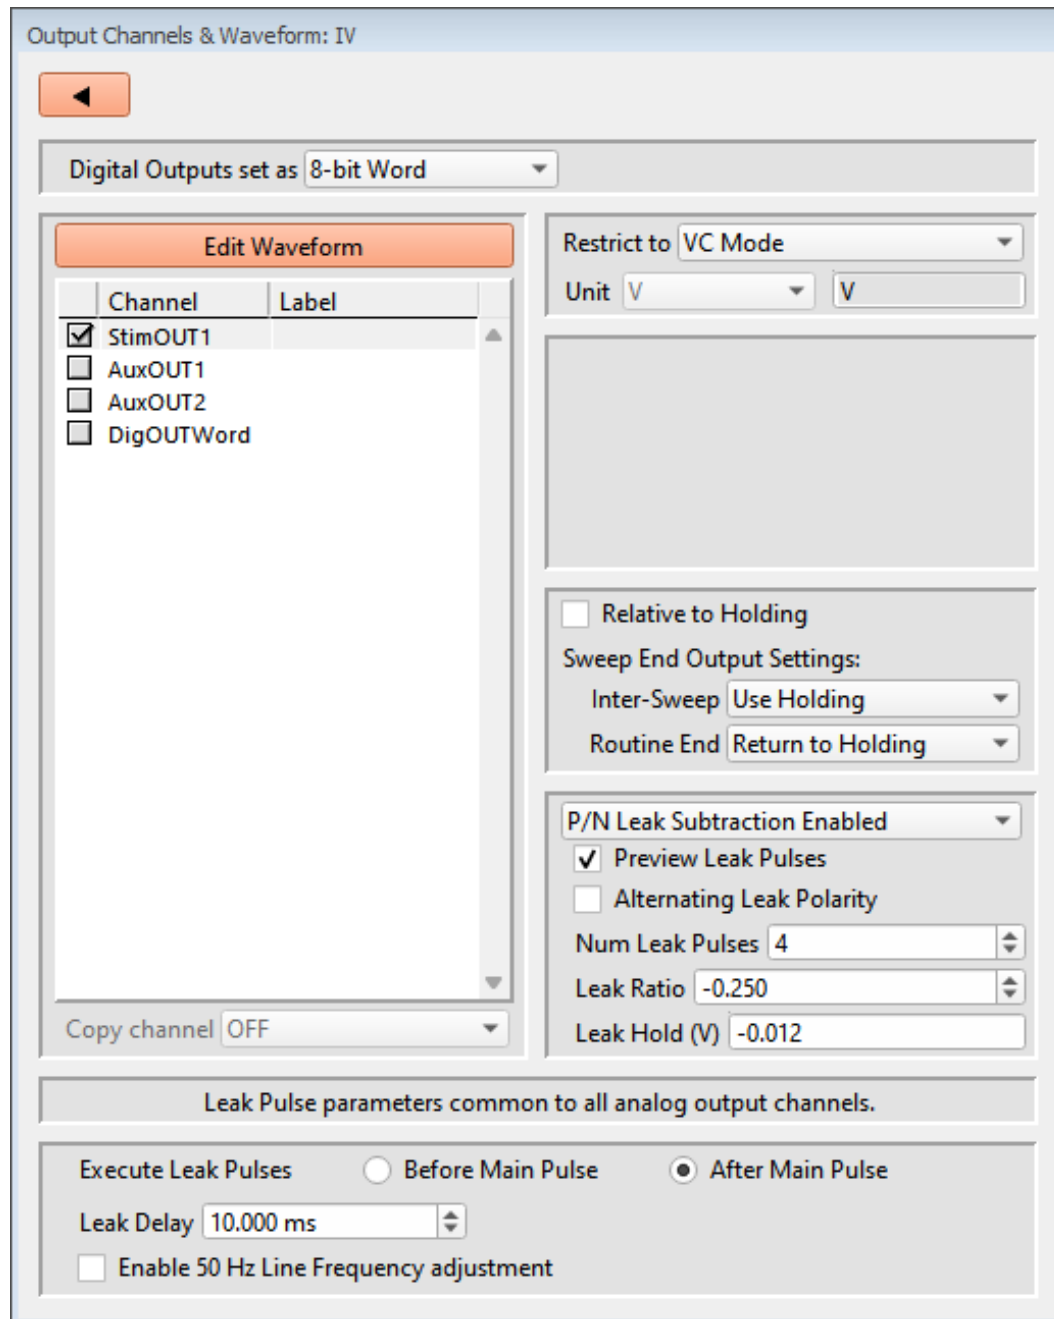 Output Channels & Waveform: IV
Digital Outputs set as 8-bit Word
Edit Waveform
Channel Label
StimOUT1
AuxOUT1
AuxOUT2
DigOUTWord
Copy channel OFF
Restrict to VC Mode
Unit V V
Relative to Holding
Sweep End Output Settings:
Inter-Sweep Use Holding
Routine End Return to Holding
P/N Leak Subtraction Enabled
Preview Leak Pulses
Alternating Leak Polarity
Num Leak Pulses 4
Leak Ratio -0.250
Leak Hold (V) -0.012
Leak Pulse parameters common to all analog output channels.
Execute Leak Pulses Before Main Pulse After Main Pulse
Leak Delay 10.000 ms
Enable 50 Hz Line Frequency adjustment